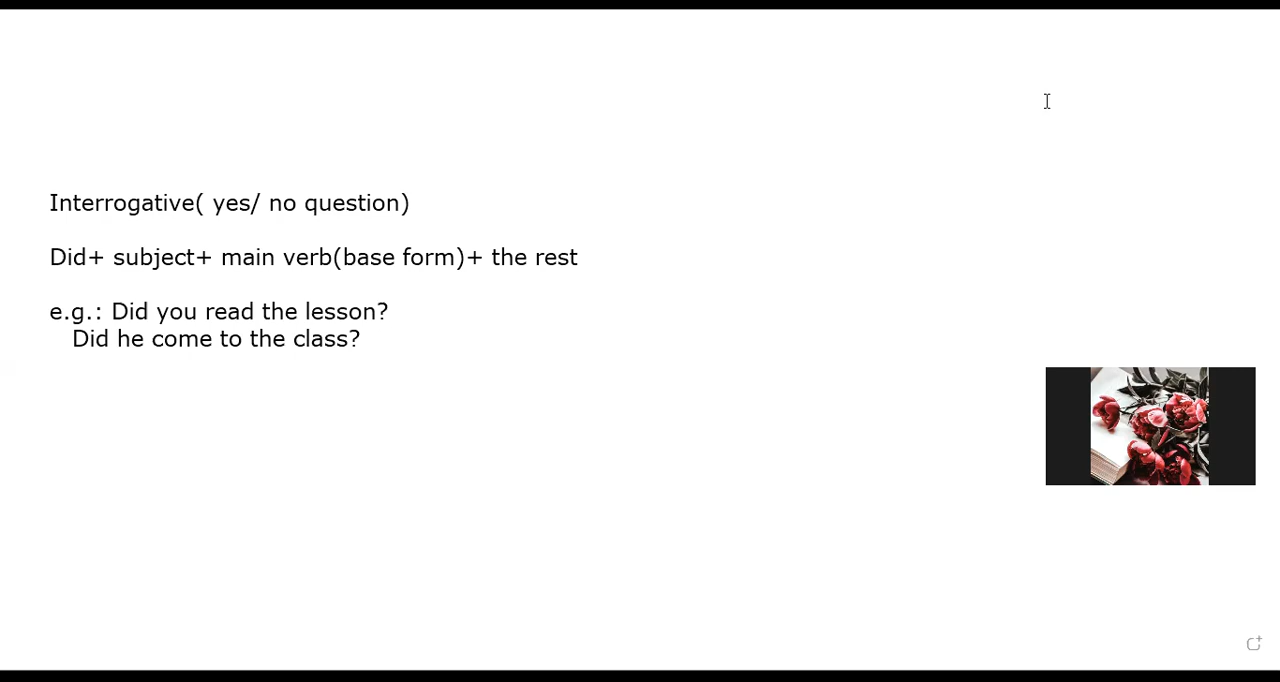 Interrogative( yes/ no question)
Did+ subject+ main verb(base form)+ the rest
e.g.: Did you read the lesson?
Did he come to the class?